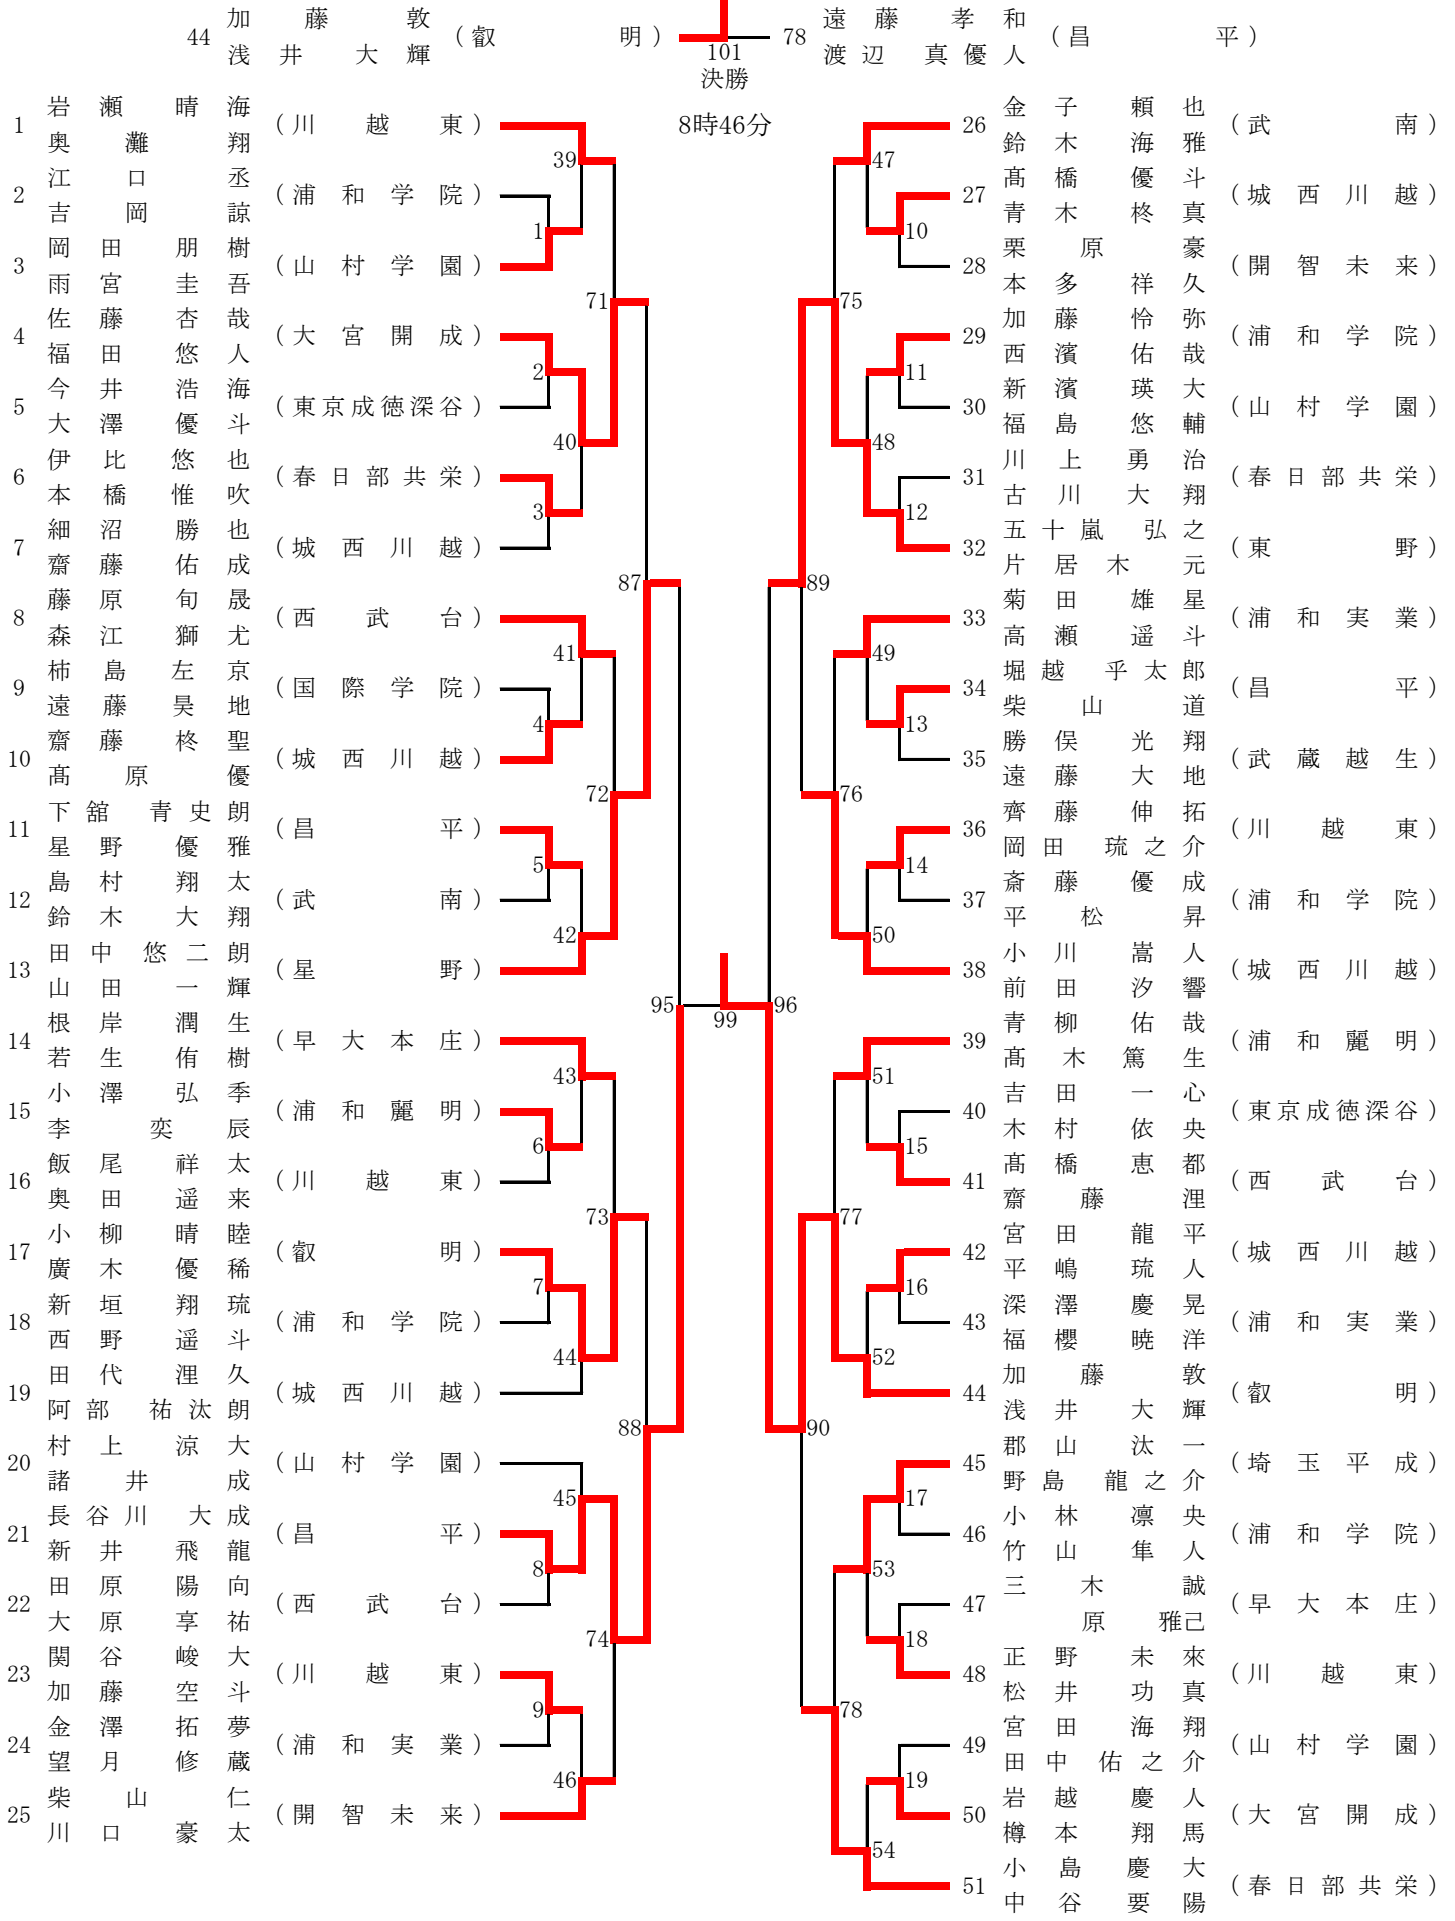 44 加藤敦 浅井大輝 (叡明) 101 78 遠藤孝和 渡辺真優人 (昌平)
決勝
8時46分
1 岩瀬晴海 奥灘翔 (川越東)
2 江口丞 吉岡諒 (浦和学院)
3 岡田朋樹 雨宮圭吾 (山村学園)
4 佐藤杏哉 福田悠人 (大宮開成)
5 今井浩海 大澤優斗 (東京成徳深谷)
6 伊比悠也 本橋惟吹 (春日部共栄)
7 細沼勝也 齋藤佑成 (城西川越)
8 藤原旬晟 森江獅尤 (西武台)
9 柿島左京 遠藤昊地 (国際学院)
10 齋藤柊聖 髙原優 (城西川越)
11 下舘青史朗 星野優雅 (昌平)
12 島村翔太 鈴木大翔 (武南)
13 田中悠二朗 山田一輝 (星野)
14 根岸潤生 若生侑樹 (早大本庄)
15 小澤弘季 李奕辰 (浦和麗明)
16 飯尾祥太 奥田遥来 (川越東)
17 小柳晴睦 廣木優稀 (叡明)
18 新垣翔琉 西野遥斗 (浦和学院)
19 田代浬久 阿部祐汰朗 (城西川越)
20 村上涼大 諸井成 (山村学園)
21 長谷川大成 新井飛龍 (昌平)
22 田原陽向 大原享祐 (西武台)
23 関谷峻大 加藤空斗 (川越東)
24 金澤拓夢 望月修蔵 (浦和実業)
25 柴山仁 川口豪太 (開智未来)
39
1
71
2
40
3
87
41
4
72
5
42
95
43
6
73
7
44
88
45
8
74
9
46
99
47
10
75
11
48
12
89
49
13
76
14
50
96
51
15
77
16
52
90
17
53
18
78
19
54
26 金子頼也 鈴木海雅 (武南)
27 髙橋優斗 青木柊真 (城西川越)
28 栗原豪 本多祥久 (開智未来)
29 加藤怜弥 西濱佑哉 (浦和学院)
30 新濱瑛大 福島悠輔 (山村学園)
31 川上勇治 古川大翔 (春日部共栄)
32 五十嵐弘之 片居木元 (東野)
33 菊田雄星 高瀬遥斗 (浦和実業)
34 堀越乎太郎 柴山道 (昌平)
35 勝俣光翔 遠藤大地 (武蔵越生)
36 齊藤伸拓 岡田琉之介 (川越東)
37 斎藤優成 平松昇 (浦和学院)
38 小川嵩人 前田汐響 (城西川越)
39 青柳佑哉 髙木篤生 (浦和麗明)
40 吉田一心 木村依央 (東京成徳深谷)
41 髙橋恵都 齋藤浬 (西武台)
42 宮田龍平 平嶋琉人 (城西川越)
43 深澤慶晃 福櫻暁洋 (浦和実業)
44 加藤敦 浅井大輝 (叡明)
45 郡山汰一 野島龍之介 (埼玉平成)
46 小林凛央 竹山隼人 (浦和学院)
47 三木誠 原雅己 (早大本庄)
48 正野未來 松井功真 (川越東)
49 宮田海翔 田中佑之介 (山村学園)
50 岩越慶人 樽本翔馬 (大宮開成)
51 小島慶大 中谷要陽 (春日部共栄)